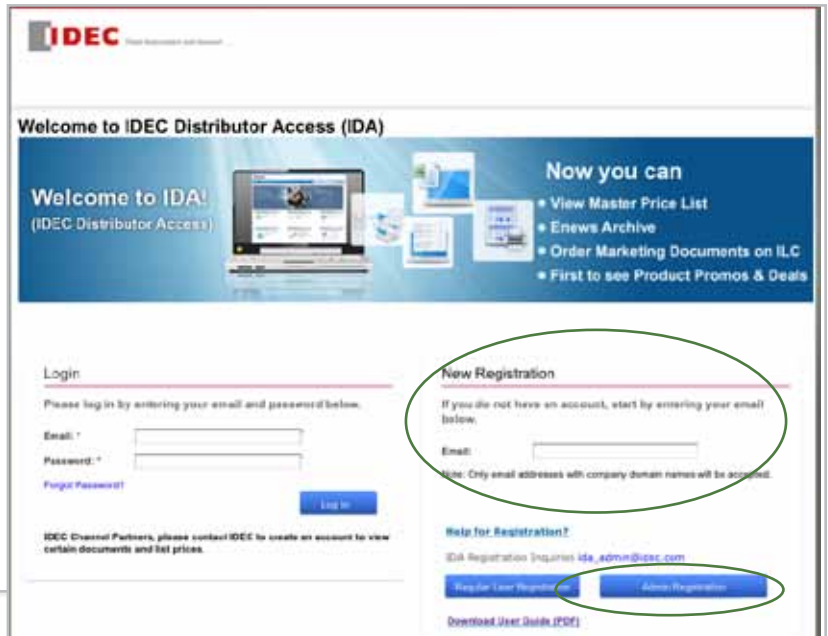 IDEC
Welcome to IDEC Distributor Access (IDA)
Welcome to IDA!
(IDEC Distributor Access)
Now you can
• View Master Price List
• Enews Archive
• Order Marketing Documents on ILC
• First to see Product Promos & Deals
Login
Please log in by entering your email and password below.
Email: *
Password: *
Forgot Password?
Log in
IDEC Channel Partners, please contact IDEC to create an account to view
certain documents and list prices.
New Registration
If you do not have an account, start by entering your email
below.
Email:
Note: Only email addresses with company domain names will be accepted.
Help for Registration?
IDA Registration Inquiries ida_admin@idec.com
Regular User Registration
Admin Registration
Download User Guide (PDF)